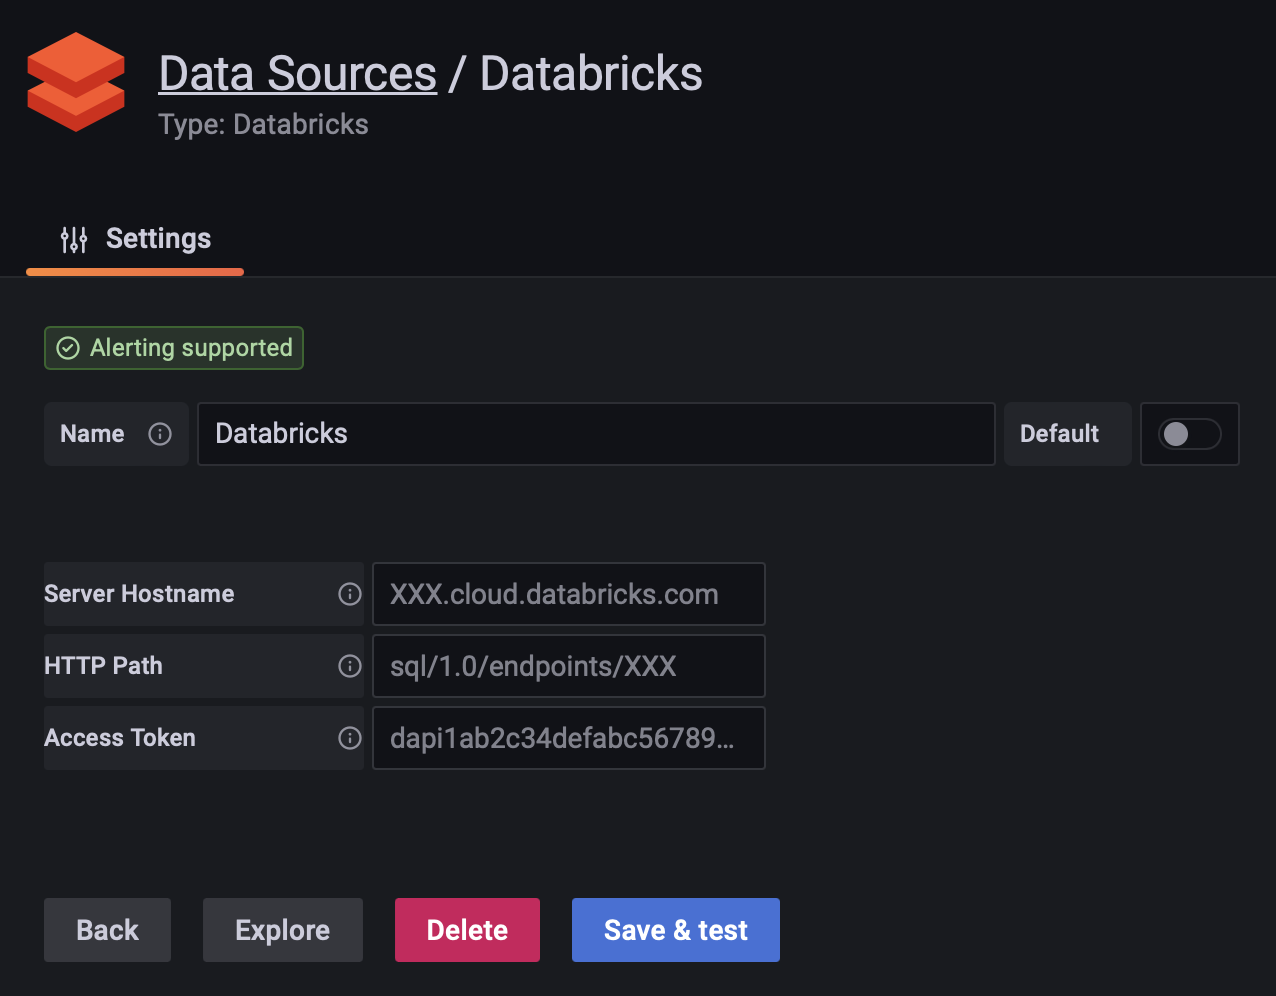 Data Sources / Databricks
Type: Databricks
Settings
Alerting supported
Name Databricks Default
Server Hostname XXX.cloud.databricks.com
HTTP Path sql/1.0/endpoints/XXX
Access Token dapi1ab2c34defabc56789...
Back Explore Delete Save & test